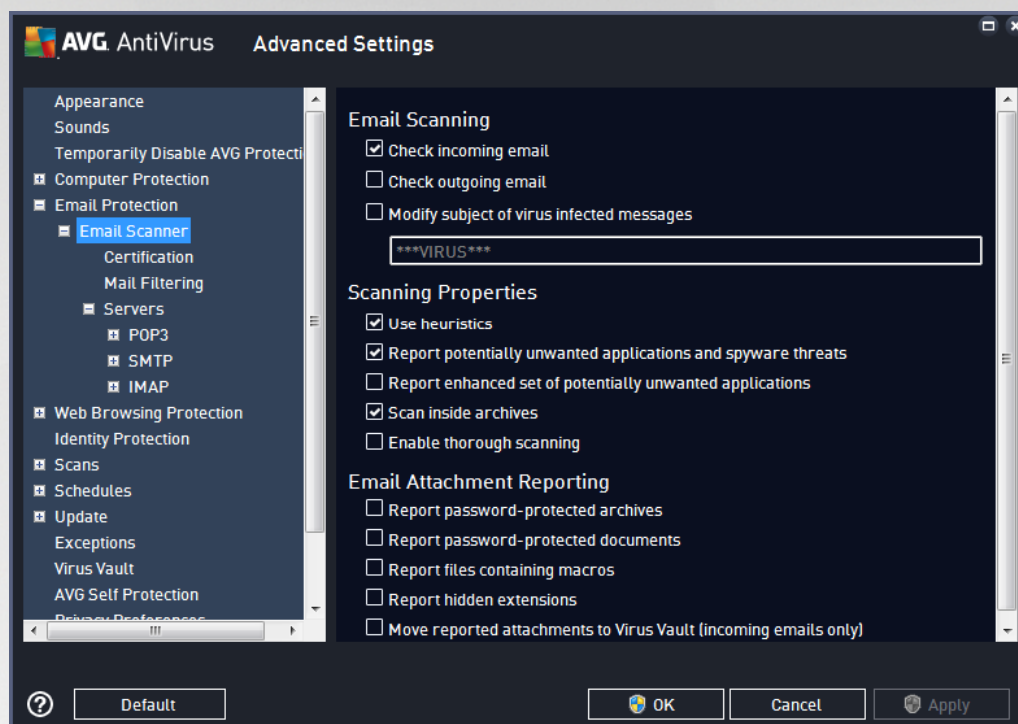 AVG. AntiVirus Advanced Settings
Appearance
Sounds
Temporarily Disable AVG Protecti
Computer Protection
Email Protection
Email Scanner
Certification
Mail Filtering
Servers
POP3
SMTP
IMAP
Web Browsing Protection
Identity Protection
Scans
Schedules
Update
Exceptions
Virus Vault
AVG Self Protection
Privacy Preferences
Email Scanning
Check incoming email
Check outgoing email
Modify subject of virus infected messages
***VIRUS***
Scanning Properties
Use heuristics
Report potentially unwanted applications and spyware threats
Report enhanced set of potentially unwanted applications
Scan inside archives
Enable thorough scanning
Email Attachment Reporting
Report password-protected archives
Report password-protected documents
Report files containing macros
Report hidden extensions
Move reported attachments to Virus Vault (incoming emails only)
? Default OK Cancel Apply